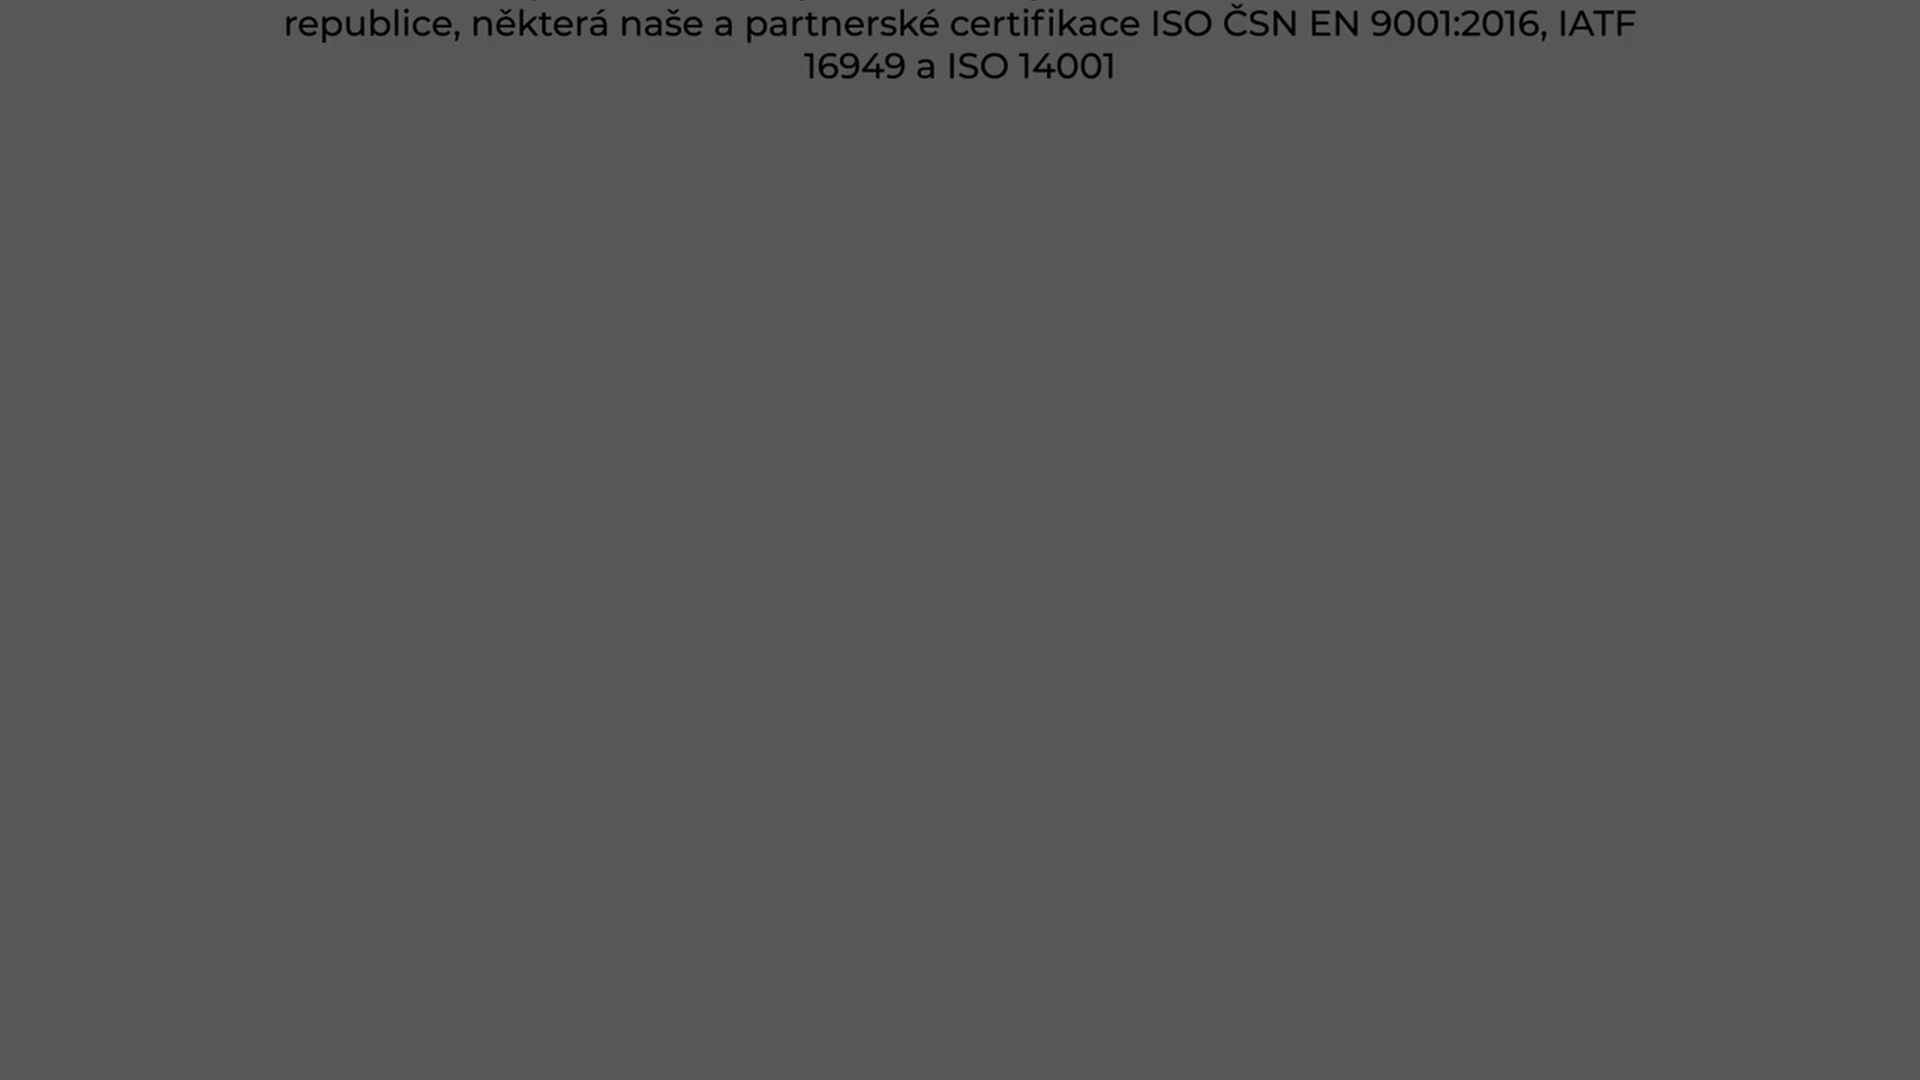 republice, některá naše a partnerské certifikace ISO ČSN EN 9001:2016, IATF
16949 a ISO 14001